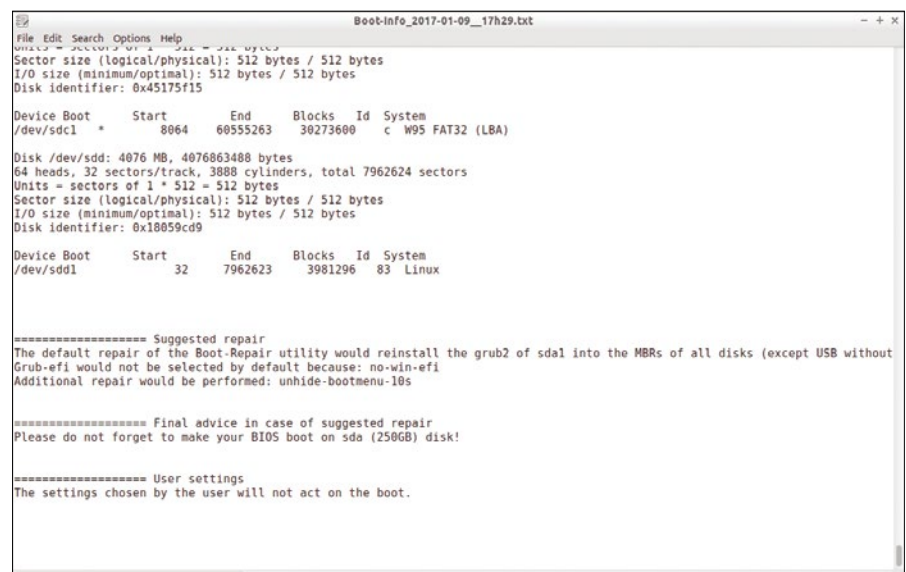 Boot-Info_2017-01-09__17h29.txt
File Edit Search Options Help
Units = sectors of 1 * 512 = 512 bytes
Sector size (logical/physical): 512 bytes / 512 bytes
I/O size (minimum/optimal): 512 bytes / 512 bytes
Disk identifier: 0x45175f15
Device Boot Start End Blocks Id System
/dev/sdc1 * 8064 60555263 30273600 c W95 FAT32 (LBA)
Disk /dev/sdd: 4076 MB, 4076863488 bytes
64 heads, 32 sectors/track, 3888 cylinders, total 7962624 sectors
Units = sectors of 1 * 512 = 512 bytes
Sector size (logical/physical): 512 bytes / 512 bytes
I/O size (minimum/optimal): 512 bytes / 512 bytes
Disk identifier: 0x18059cd9
Device Boot Start End Blocks Id System
/dev/sdd1 32 7962623 3981296 83 Linux
=================== Suggested repair
The default repair of the Boot-Repair utility would reinstall the grub2 of sda1 into the MBRs of all disks (except USB without
Grub-efi would not be selected by default because: no-win-efi
Additional repair would be performed: unhide-bootmenu-10s
=================== Final advice in case of suggested repair
Please do not forget to make your BIOS boot on sda (250GB) disk!
=================== User settings
The settings chosen by the user will not act on the boot.